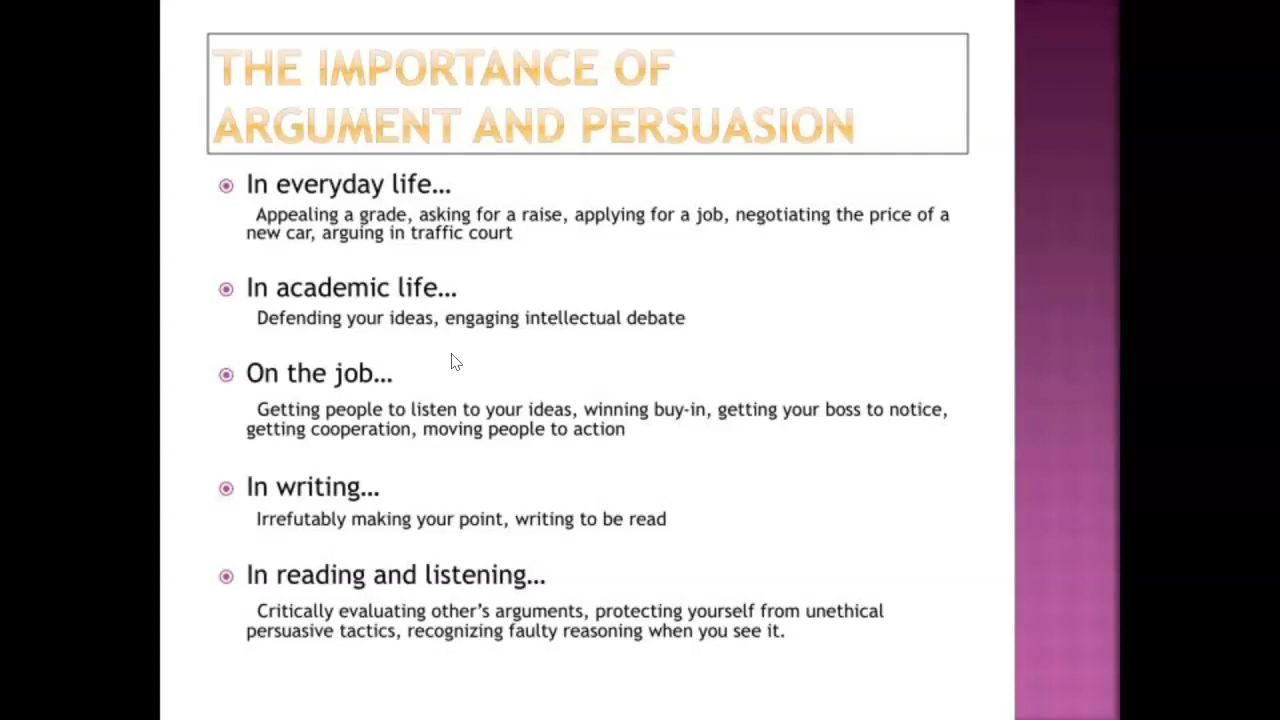 THE IMPORTANCE OF
ARGUMENT AND PERSUASION
In everyday life…
Appealing a grade, asking for a raise, applying for a job, negotiating the price of a
new car, arguing in traffic court
In academic life…
Defending your ideas, engaging intellectual debate
On the job…
Getting people to listen to your ideas, winning buy-in, getting your boss to notice,
getting cooperation, moving people to action
In writing…
Irrefutably making your point, writing to be read
In reading and listening…
Critically evaluating other’s arguments, protecting yourself from unethical
persuasive tactics, recognizing faulty reasoning when you see it.